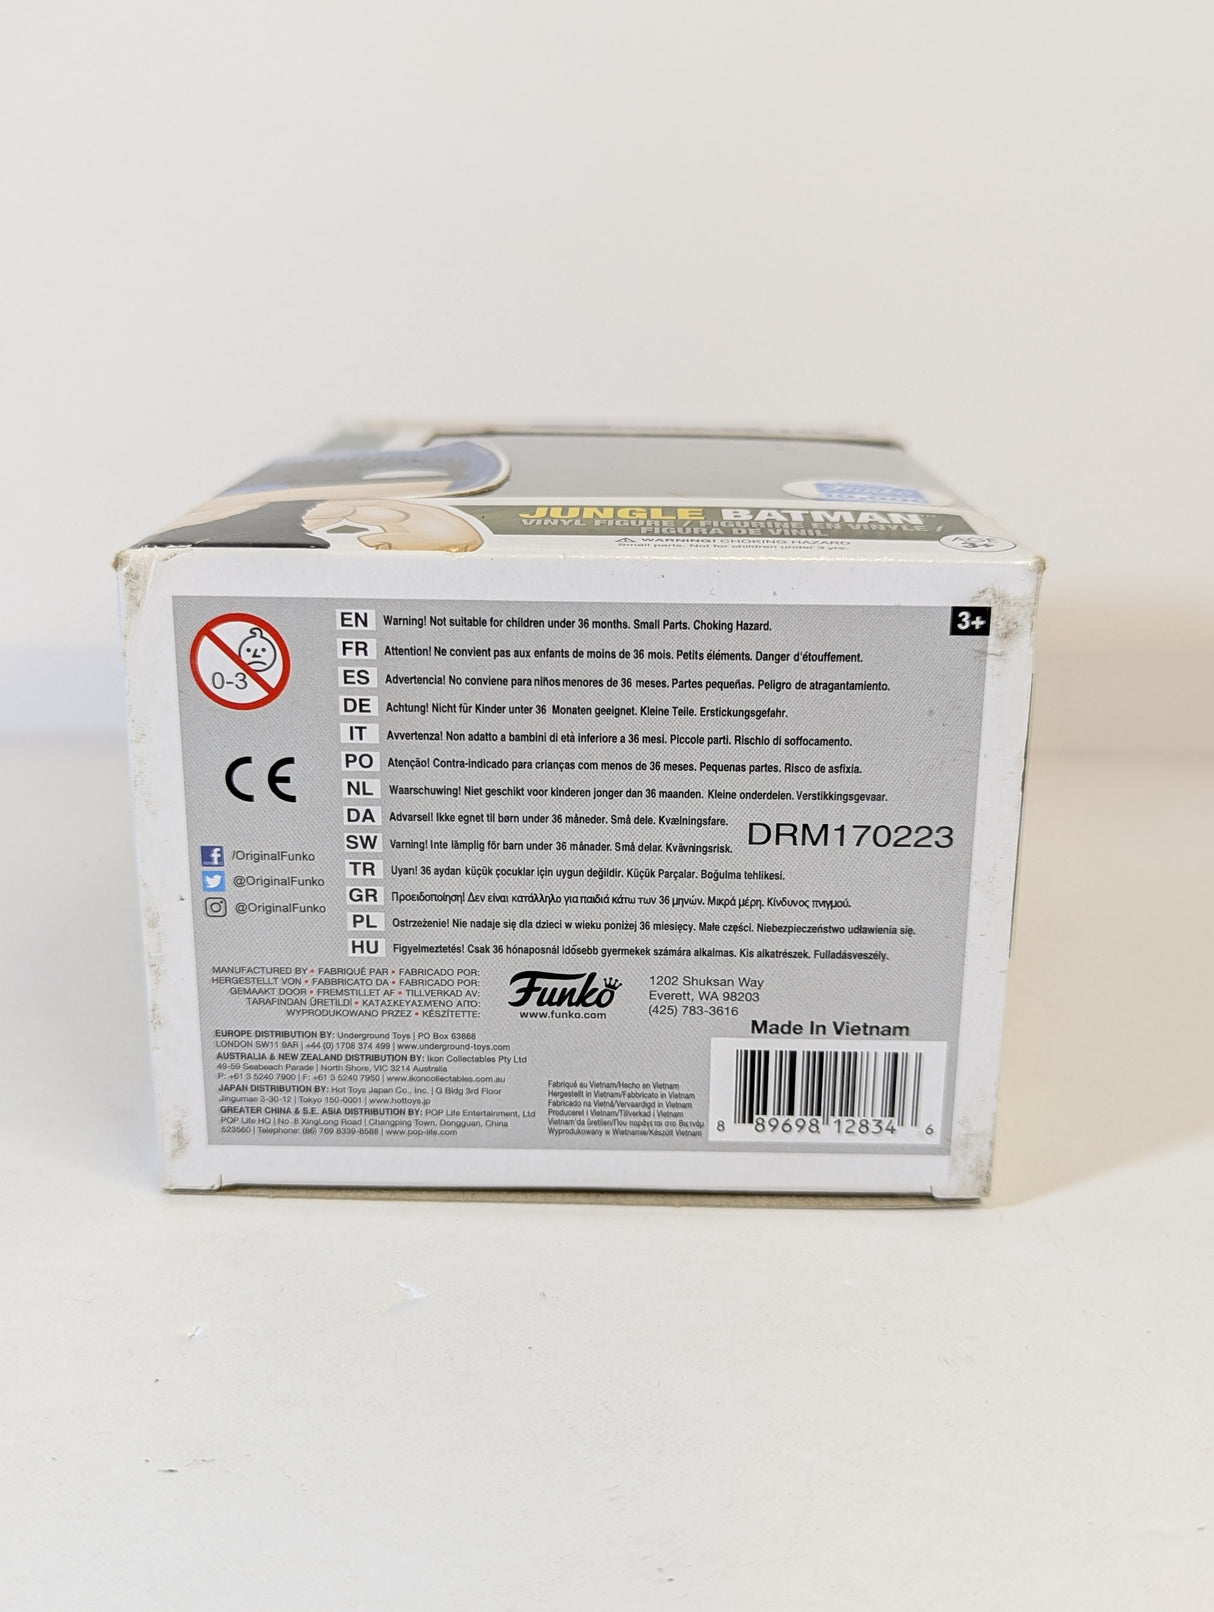 JUNGLE BATMAN™
VINYL FIGURE / FIGURINE EN VINYLE /
FIGURA DE VINIL
⚠ WARNING! CHOKING HAZARD
Small parts. Not for children under 3 yrs.
AGE
3+
3+
0-3
EN Warning! Not suitable for children under 36 months. Small Parts. Choking Hazard.
FR Attention! Ne convient pas aux enfants de moins de 36 mois. Petits éléments. Danger d'étouffement.
ES Advertencia! No conviene para niños menores de 36 meses. Partes pequeñas. Peligro de atragantamiento.
DE Achtung! Nicht für Kinder unter 36 Monaten geeignet. Kleine Teile. Erstickungsgefahr.
IT Avvertenza! Non adatto a bambini di età inferiore a 36 mesi. Piccole parti. Rischio di soffocamento.
PO Atenção! Contra-indicado para crianças com menos de 36 meses. Pequenas partes. Risco de asfixia.
NL Waarschuwing! Niet geschikt voor kinderen jonger dan 36 maanden. Kleine onderdelen. Verstikkingsgevaar.
DA Advarsel! Ikke egnet til børn under 36 måneder. Små dele. Kvælningsfare.
SW Varning! Inte lämplig för barn under 36 månader. Små delar. Kvävningsrisk.
TR Uyarı! 36 aydan küçük çocuklar için uygun değildir. Küçük Parçalar. Boğulma tehlikesi.
GR Προειδοποίηση! Δεν είναι κατάλληλο για παιδιά κάτω των 36 μηνών. Μικρά μέρη. Κίνδυνος πνιγμού.
PL Ostrzeżenie! Nie nadaje się dla dzieci w wieku poniżej 36 miesięcy. Małe części. Niebezpieczeństwo udławienia się.
HU Figyelmeztetés! Csak 36 hónaposnál idősebb gyermekek számára alkalmas. Kis alkatrészek. Fulladásveszély.
CE
DRM170223
/OriginalFunko
@OriginalFunko
@OriginalFunko
MANUFACTURED BY • FABRIQUÉ PAR • FABRICADO POR:
HERGESTELLT VON • FABBRICATO DA • FABRICADO POR:
GEMAAKT DOOR • FREMSTILLET AF • TILLVERKAD AV:
TARAFINDAN ÜRETİLDİ • ΚΑΤΑΣΚΕΥΑΣΜΈΝΟ ΑΠΌ:
WYPRODUKOWANO PRZEZ • KÉSZÍTETTE:
Funko
www.funko.com
1202 Shuksan Way
Everett, WA 98203
(425) 783-3616
Made In Vietnam
EUROPE DISTRIBUTION BY: Underground Toys | PO Box 63668
LONDON SW11 9AR | +44 (0) 1708 374 499 | www.underground-toys.com
AUSTRALIA & NEW ZEALAND DISTRIBUTION BY: Ikon Collectables Pty Ltd
49-59 Seabeach Parade | North Shore, VIC 3214 Australia
P: +61 3 5240 7900 | F: +61 3 5240 7950 | www.ikoncollectables.com.au
JAPAN DISTRIBUTION BY: Hot Toys Japan Co., Inc. | G Bldg 3rd Floor
Jingumae 3-30-12 | Tokyo 150-0001 | www.hottoys.jp
GREATER CHINA & S.E. ASIA DISTRIBUTION BY: POP Life Entertainment, Ltd
POP Life HQ | No. 8 XingLong Road | Changping Town, Dongguan, China
523560 | Telephone: (86) 769 8339-8588 | www.pop-life.com
Fabriqué au Vietnam/Hecho en Vietnam
Hergestellt in Vietnam/Fabbricato in Vietnam
Fabricado na Vietnã/Vervaardigd in Vietnam
Produceret i Vietnam/Tillverkad i Vietnam
Vietnam'da üretilen/Που παράγεται στο Βιετνάμ
Wyprodukowany w Wietnamie/Készült Vietnam
8 89698 12834 6